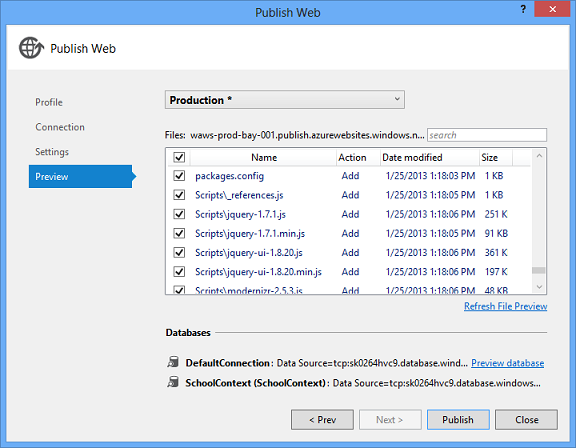 Publish Web
?
Publish Web
Profile
Connection
Settings
Preview
Production *
Files: waws-prod-bay-001.publish.azurewebsites.windows.n... search
Name Action Date modified Size
packages.config Add 1/25/2013 1:18:03 PM 1 KB
Scripts\_references.js Add 1/25/2013 1:18:05 PM 1 KB
Scripts\jquery-1.7.1.js Add 1/25/2013 1:18:06 PM 251 K
Scripts\jquery-1.7.1.min.js Add 1/25/2013 1:18:05 PM 91 KB
Scripts\jquery-ui-1.8.20.js Add 1/25/2013 1:18:06 PM 361 K
Scripts\jquery-ui-1.8.20.min.js Add 1/25/2013 1:18:06 PM 197 K
Scripts\modernizr-2.5.3.js Add 1/25/2013 1:18:06 PM 48 KB
Refresh File Preview
Databases
DefaultConnection: Data Source=tcp:sk0264hvc9.database.wind... Preview database
SchoolContext (SchoolContext): Data Source=tcp:sk0264hvc9.database.windows...
< Prev Next > Publish Close